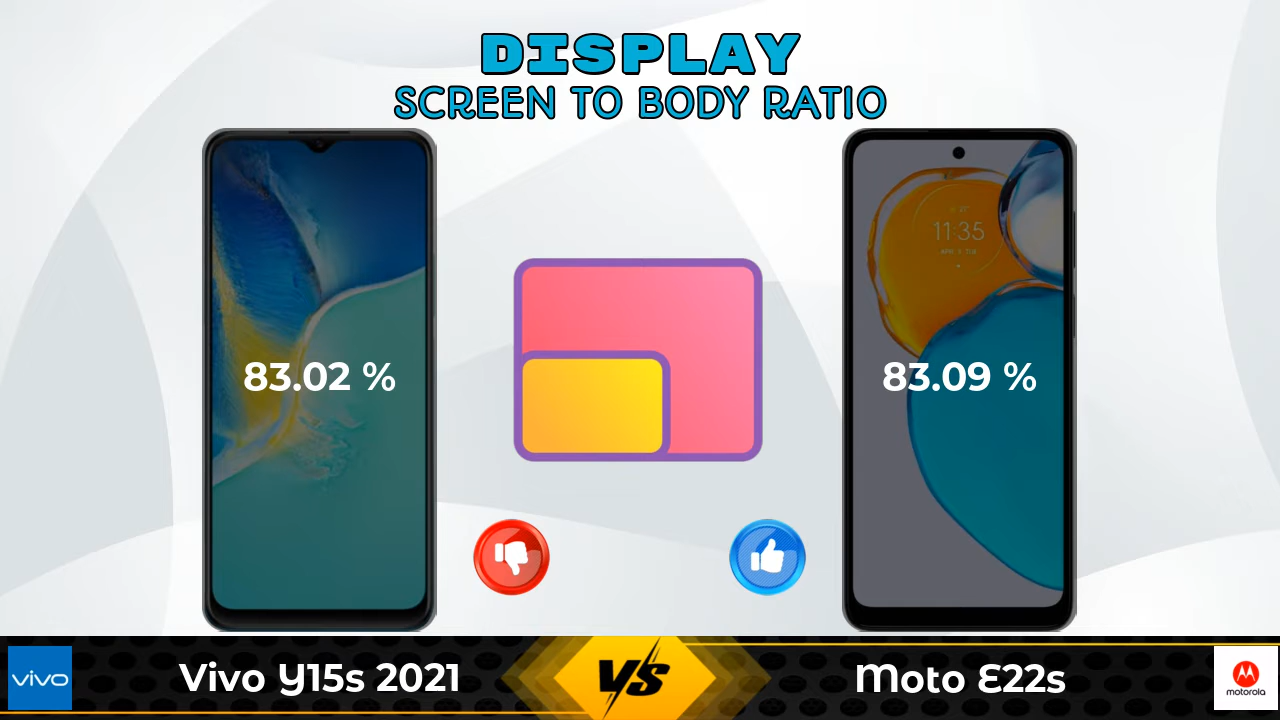 DISPLAY
SCREEN TO BODY RATIO
11:35
83.02 %
83.09 %
vivo
Vivo Y15s 2021
VS
Moto E22s
motorola